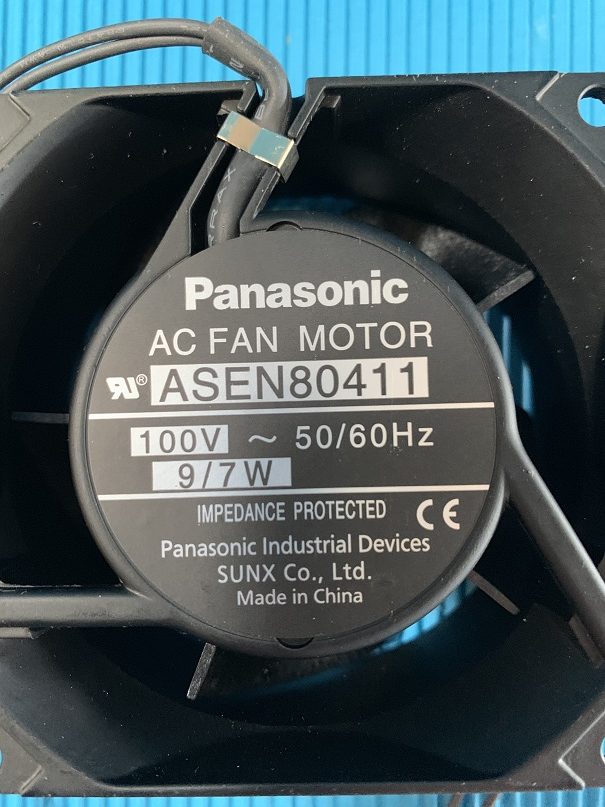 Panasonic
AC FAN MOTOR
ASEN80411
100V ~ 50/60Hz
9/7W
IMPEDANCE PROTECTED CE
Panasonic Industrial Devices
SUNX Co., Ltd.
Made in China